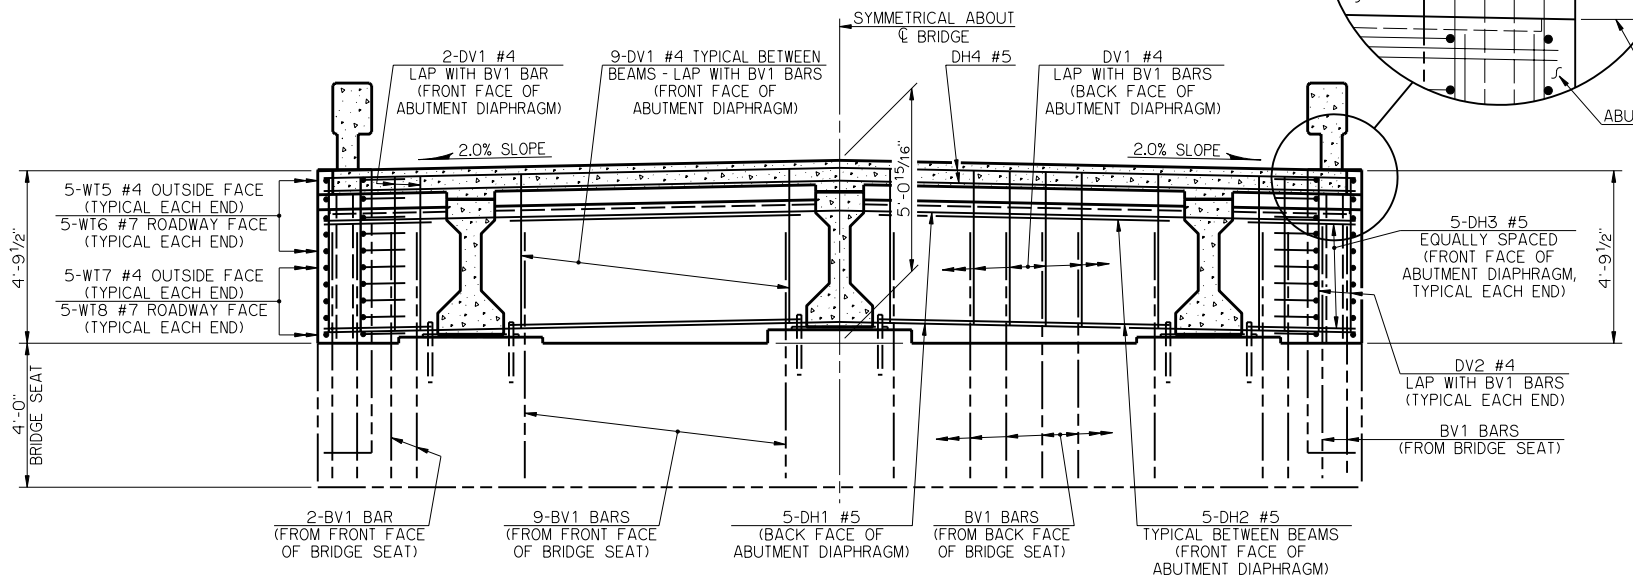 SYMMETRICAL ABOUT
℄ BRIDGE
2-DV1 #4
LAP WITH BV1 BAR
(FRONT FACE OF
ABUTMENT DIAPHRAGM)
9-DV1 #4 TYPICAL BETWEEN
BEAMS - LAP WITH BV1 BARS
(FRONT FACE OF
ABUTMENT DIAPHRAGM)
DH4 #5
DV1 #4
LAP WITH BV1 BARS
(BACK FACE OF
ABUTMENT DIAPHRAGM)
ABU
2.0% SLOPE
2.0% SLOPE
5'-0 15/16"
5-WT5 #4 OUTSIDE FACE
(TYPICAL EACH END)
5-WT6 #7 ROADWAY FACE
(TYPICAL EACH END)
5-WT7 #4 OUTSIDE FACE
(TYPICAL EACH END)
5-WT8 #7 ROADWAY FACE
(TYPICAL EACH END)
4'-9 1/2"
4'-0"
BRIDGE SEAT
5-DH3 #5
EQUALLY SPACED
(FRONT FACE OF
ABUTMENT DIAPHRAGM,
TYPICAL EACH END)
4'-9 1/2"
DV2 #4
LAP WITH BV1 BARS
(TYPICAL EACH END)
BV1 BARS
(FROM BRIDGE SEAT)
2-BV1 BAR
(FROM FRONT FACE
OF BRIDGE SEAT)
9-BV1 BARS
(FROM FRONT FACE
OF BRIDGE SEAT)
5-DH1 #5
(BACK FACE OF
ABUTMENT DIAPHRAGM)
BV1 BARS
(FROM BACK FACE
OF BRIDGE SEAT)
5-DH2 #5
TYPICAL BETWEEN BEAMS
(FRONT FACE OF
ABUTMENT DIAPHRAGM)